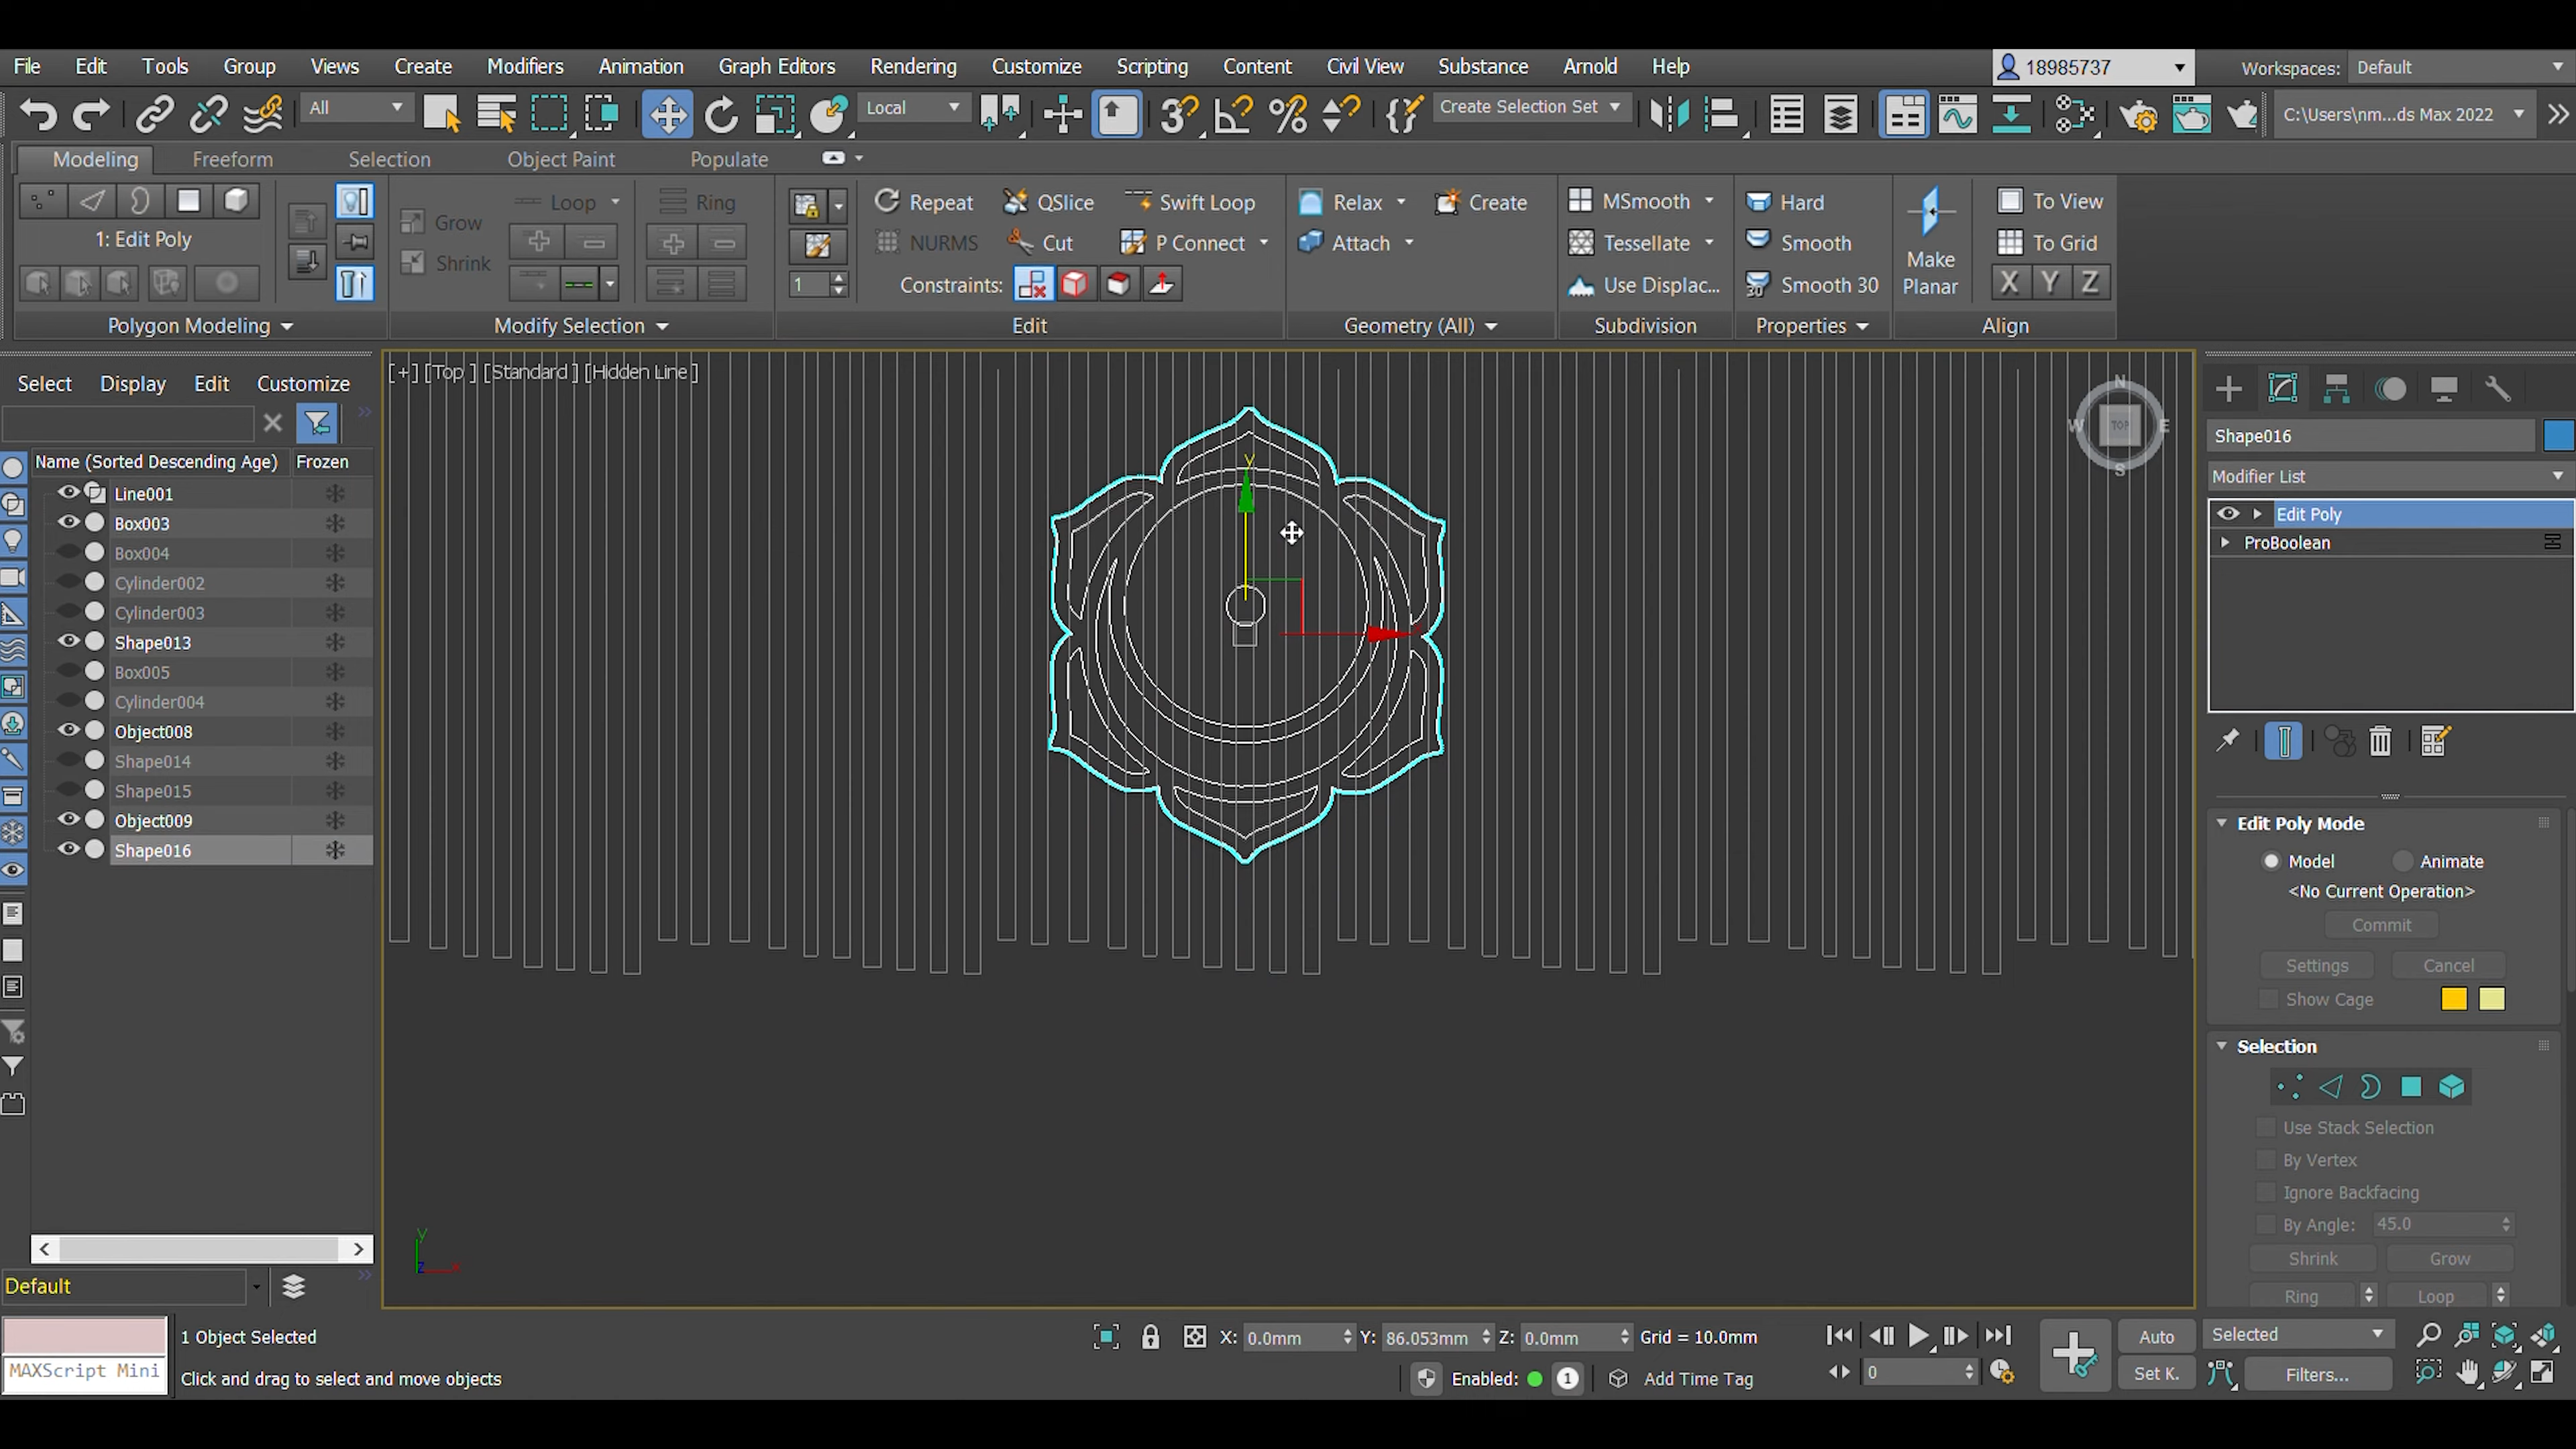 File Edit Tools Group Views Create Modifiers Animation Graph Editors Rendering Customize Scripting Content Civil View Substance Arnold Help 18985737 Workspaces: Default
All Local Create Selection Set C:\Users\nm...ds Max 2022
Modeling Freeform Selection Object Paint Populate
Loop Ring Repeat QSlice Swift Loop Relax Create MSmooth Hard To View
1: Edit Poly Grow NURMS Cut P Connect Attach Tessellate Smooth Make Planar To Grid
Shrink 1 Constraints: Use Displac... 30 Smooth 30 X Y Z
Polygon Modeling Modify Selection Edit Geometry (All) Subdivision Properties Align
Select Display Edit Customize
[+] [Top ] [Standard ] [Hidden Line ]
N
W TOP E
S
Name (Sorted Descending Age) Frozen
Line001
Box003
Box004
Cylinder002
Cylinder003
Shape013
Box005
Cylinder004
Object008
Shape014
Shape015
Object009
Shape016
Default
y
y
z x
Shape016
Modifier List
Edit Poly
ProBoolean
Edit Poly Mode
Model Animate
<No Current Operation>
Commit
Settings Cancel
Show Cage
Selection
Use Stack Selection
By Vertex
Ignore Backfacing
By Angle: 45.0
Shrink Grow
Ring Loop
1 Object Selected X: 0.0mm Y: 86.053mm Z: 0.0mm Grid = 10.0mm Auto Selected
MAXScript Mini Click and drag to select and move objects Enabled: 1 Add Time Tag 0 Set K. Filters...